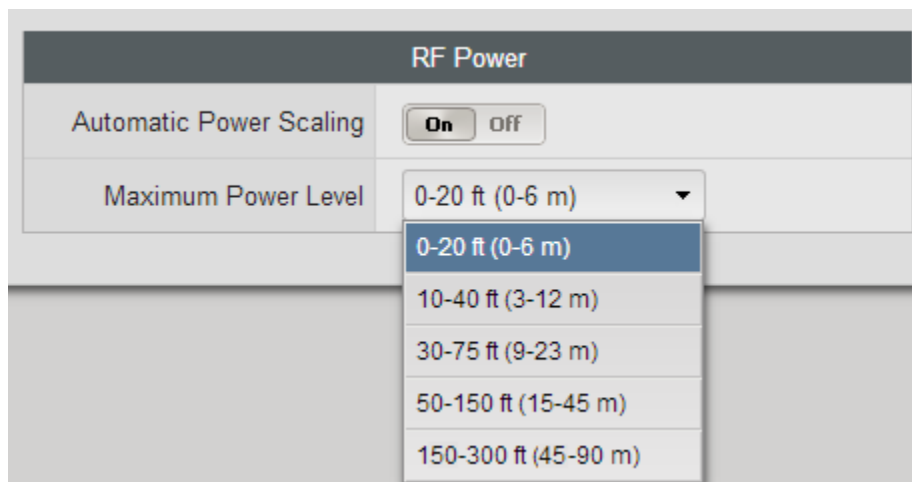 RF Power
Automatic Power Scaling On Off
Maximum Power Level 0-20 ft (0-6 m)
0-20 ft (0-6 m)
10-40 ft (3-12 m)
30-75 ft (9-23 m)
50-150 ft (15-45 m)
150-300 ft (45-90 m)